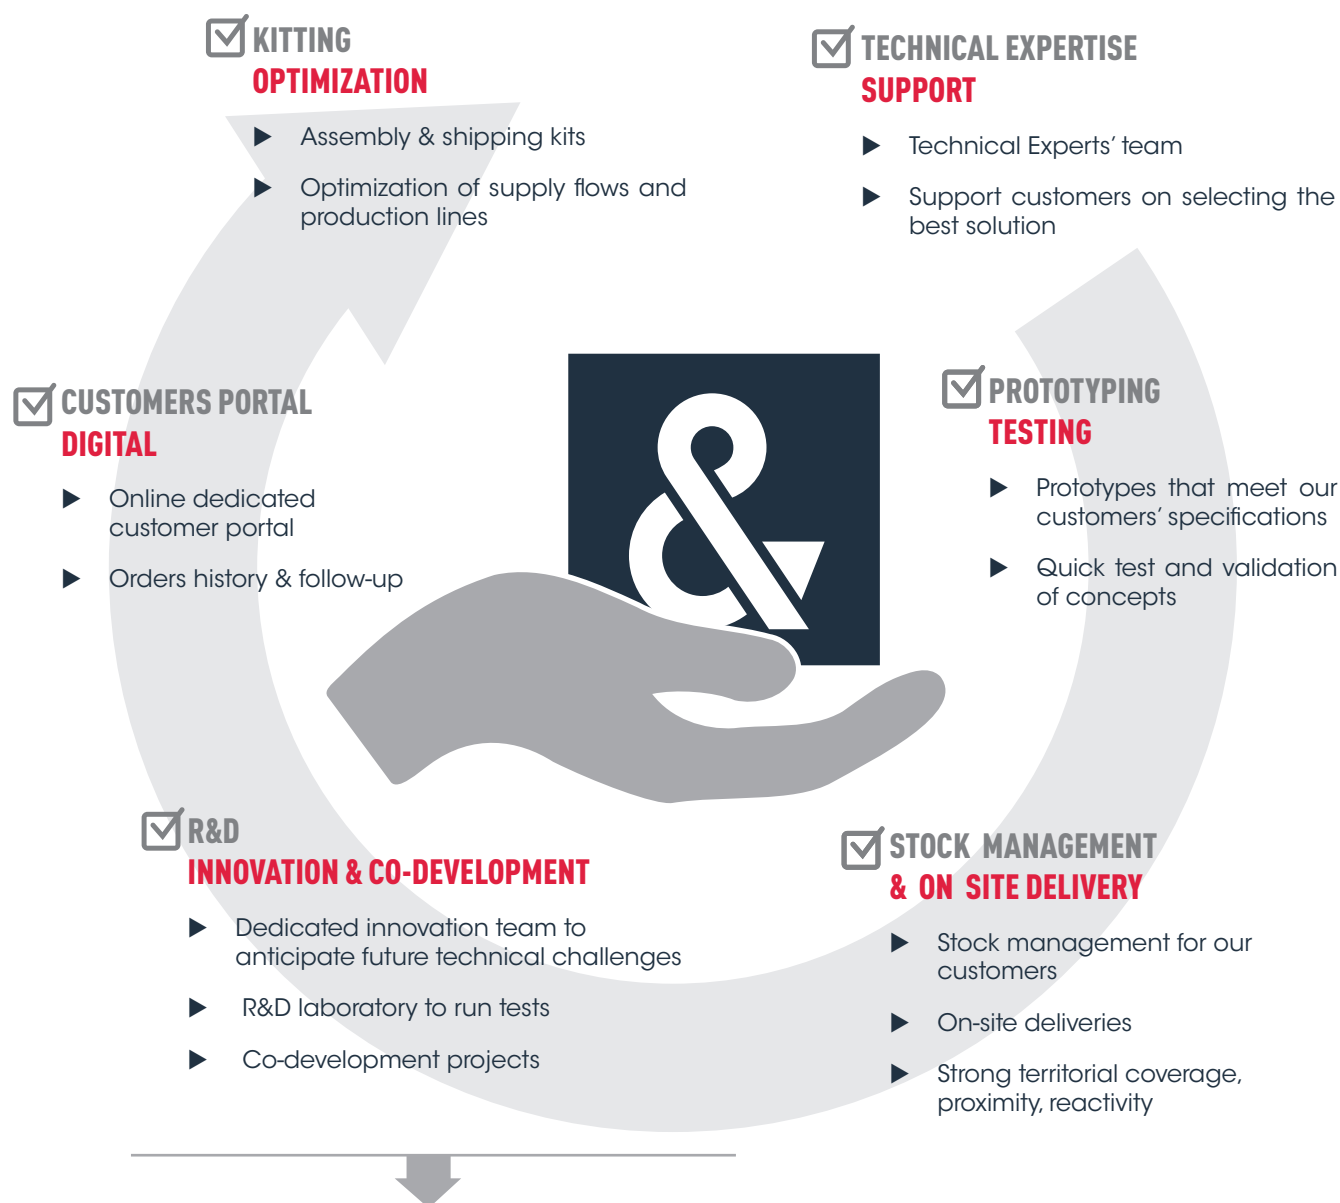 KITTING
OPTIMIZATION
Assembly & shipping kits
Optimization of supply flows and
production lines
TECHNICAL EXPERTISE
SUPPORT
Technical Experts' team
Support customers on selecting the
best solution
CUSTOMERS PORTAL
DIGITAL
Online dedicated
customer portal
Orders history & follow-up
&
PROTOTYPING
TESTING
Prototypes that meet our
customers' specifications
Quick test and validation
of concepts
R&D
INNOVATION & CO-DEVELOPMENT
Dedicated innovation team to
anticipate future technical challenges
R&D laboratory to run tests
Co-development projects
STOCK MANAGEMENT
& ON SITE DELIVERY
Stock management for our
customers
On-site deliveries
Strong territorial coverage,
proximity, reactivity